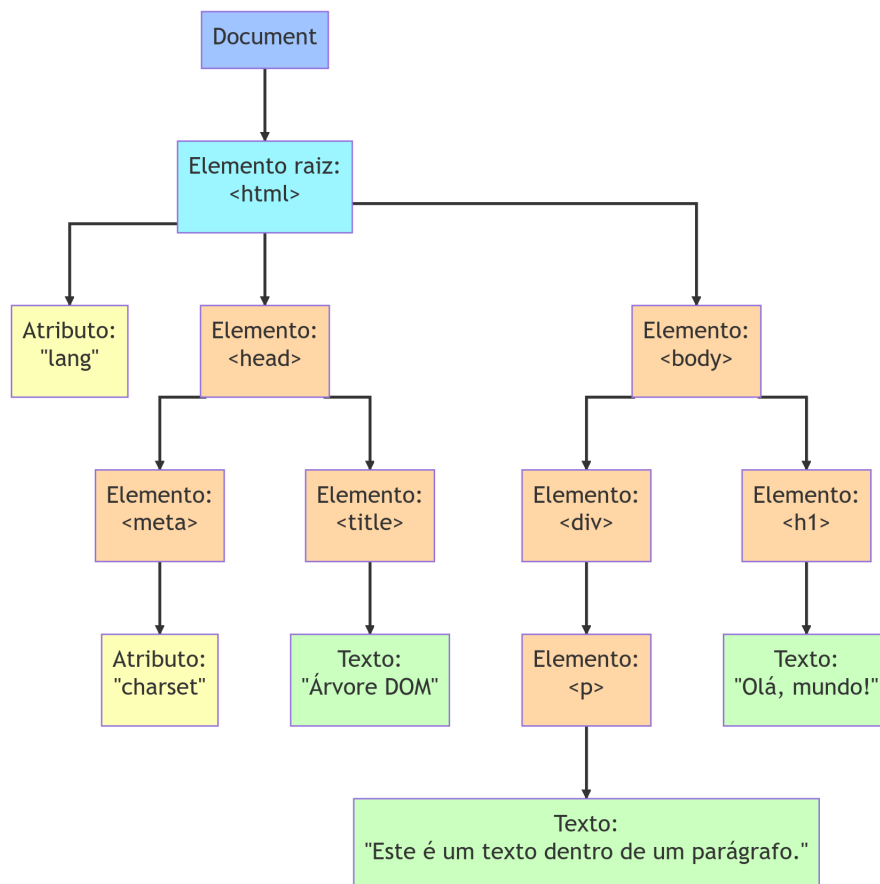 Document
Elemento raiz:
<html>
Atributo:
"lang"
Elemento:
<head>
Elemento:
<body>
Elemento:
<meta>
Elemento:
<title>
Elemento:
<div>
Elemento:
<h1>
Atributo:
"charset"
Texto:
"Árvore DOM"
Elemento:
<p>
Texto:
"Olá, mundo!"
Texto:
"Este é um texto dentro de um parágrafo."